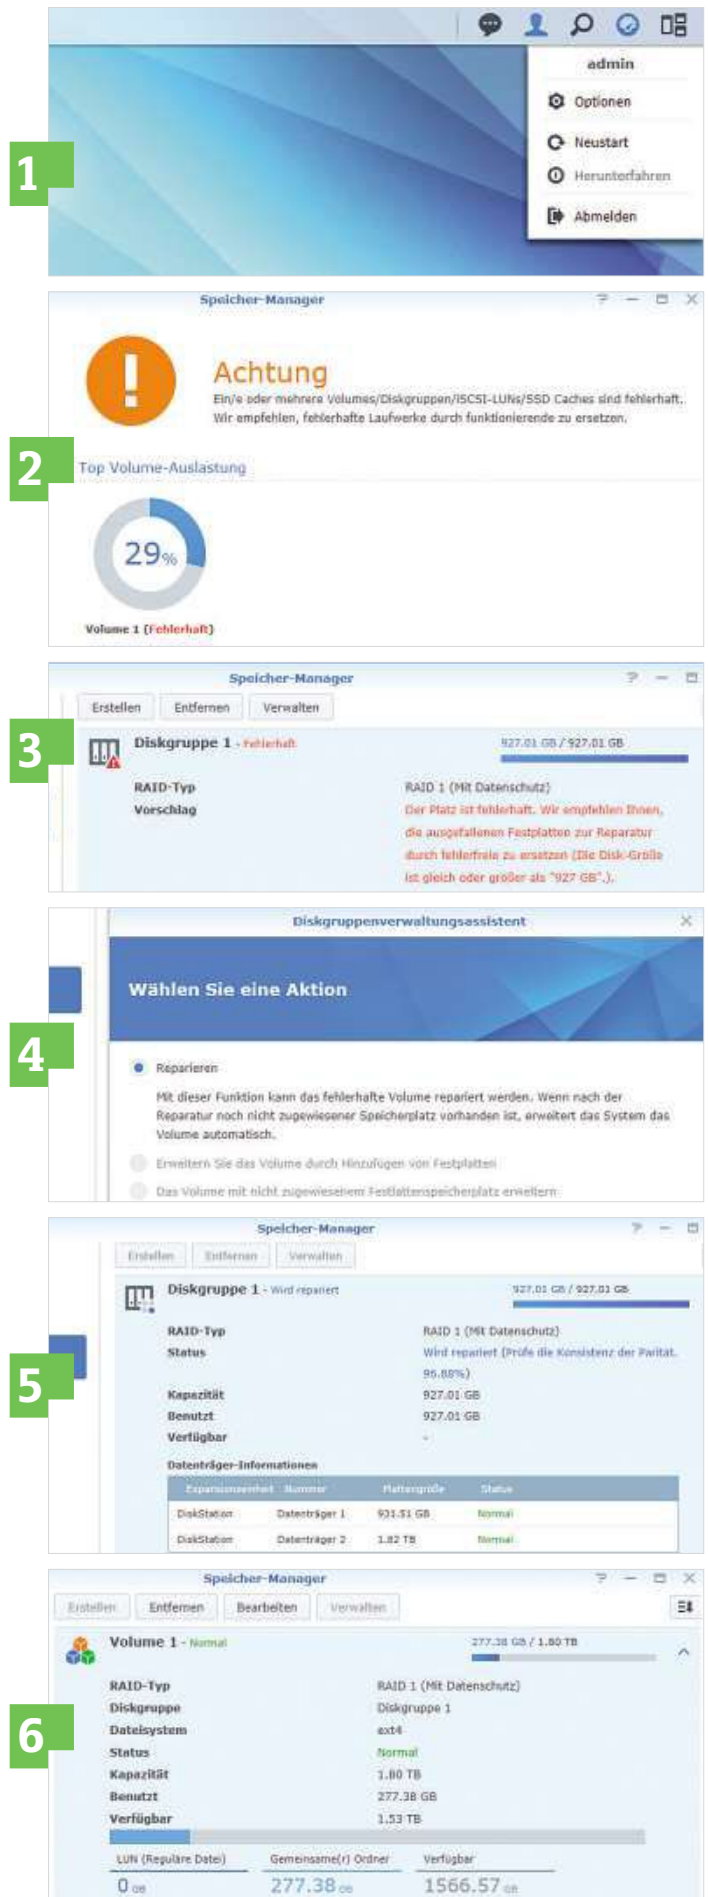 1
admin
Optionen
Neustart
Herunterfahren
Abmelden
2
Speicher-Manager
Achtung
Ein/e oder mehrere Volumes/Diskgruppen/iSCSI-LUNs/SSD Caches sind fehlerhaft.
Wir empfehlen, fehlerhafte Laufwerke durch funktionierende zu ersetzen.
Top Volume-Auslastung
29%
Volume 1 (Fehlerhaft)
3
Speicher-Manager
Erstellen Entfernen Verwalten
Diskgruppe 1 - Fehlerhaft 927.01 GB / 927.01 GB
RAID-Typ RAID 1 (Mit Datenschutz)
Vorschlag Der Platz ist fehlerhaft. Wir empfehlen Ihnen,
die ausgefallenen Festplatten zur Reparatur
durch fehlerfreie zu ersetzen (Die Disk-Größe
ist gleich oder größer als "927 GB".).
4
Diskgruppenverwaltungsassistent
Wählen Sie eine Aktion
Reparieren
Mit dieser Funktion kann das fehlerhafte Volume repariert werden. Wenn nach der
Reparatur noch nicht zugewiesener Speicherplatz vorhanden ist, erweitert das System das
Volume automatisch.
Erweitern Sie das Volume durch Hinzufügen von Festplatten
Das Volume mit nicht zugewiesenem Festlattenspeicherplatz erweitern
5
Speicher-Manager
Erstellen Entfernen Verwalten
Diskgruppe 1 - Wird repariert 927.01 GB / 927.01 GB
RAID-Typ RAID 1 (Mit Datenschutz)
Status Wird repariert (Prüfe die Konsistenz der Parität.
96.88%)
Kapazität 927.01 GB
Benutzt 927.01 GB
Verfügbar -
Datenträger-Informationen
Expansionseinheit Nummer Plattengröße Status
DiskStation Datenträger 1 931.51 GB Normal
DiskStation Datenträger 2 1.82 TB Normal
6
Speicher-Manager
Erstellen Entfernen Bearbeiten Verwalten
Volume 1 - Normal 277.38 GB / 1.80 TB
RAID-Typ RAID 1 (Mit Datenschutz)
Diskgruppe Diskgruppe 1
Dateisystem ext4
Status Normal
Kapazität 1.80 TB
Benutzt 277.38 GB
Verfügbar 1.53 TB
LUN (Reguläre Datei) Gemeinsame(r) Ordner Verfügbar
0 GB 277.38 GB 1566.57 GB